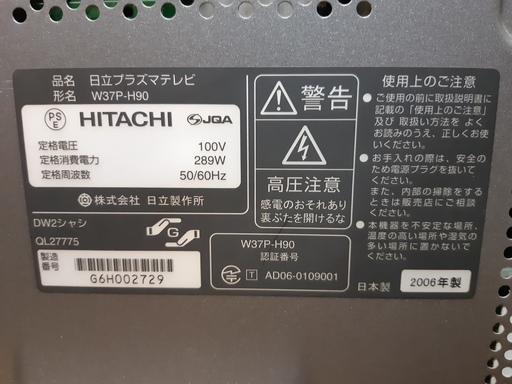 品名 日立プラズマテレビ
形名 W37P-H90
PS
E
HITACHI
JQA
定格電圧 100V
定格消費電力 289W
定格周波数 50/60Hz
株式会社 日立製作所
DW2シャシ
QL27775
G
製造
番号
G6H002729
警告
高圧注意
感電のおそれあり
裏ぶたを開けるな
W37P-H90
認証番号
T AD06-0109001
使用上のご注意
●ご使用の前に取扱説明書に
記載の「使用上のご注意」
及び 取扱い方法を よく
お読みのうえ、正しくお使
いください。
●お手入れの際は、安全の
ため電源プラグを抜いて
ください。
また、内部の掃除をする
ときは販売店にご相談
ください。
●本機器を不安定な場所、
温度の高い場所や湿気の
多い場所に置かないで
ください。
日本製 2006年製